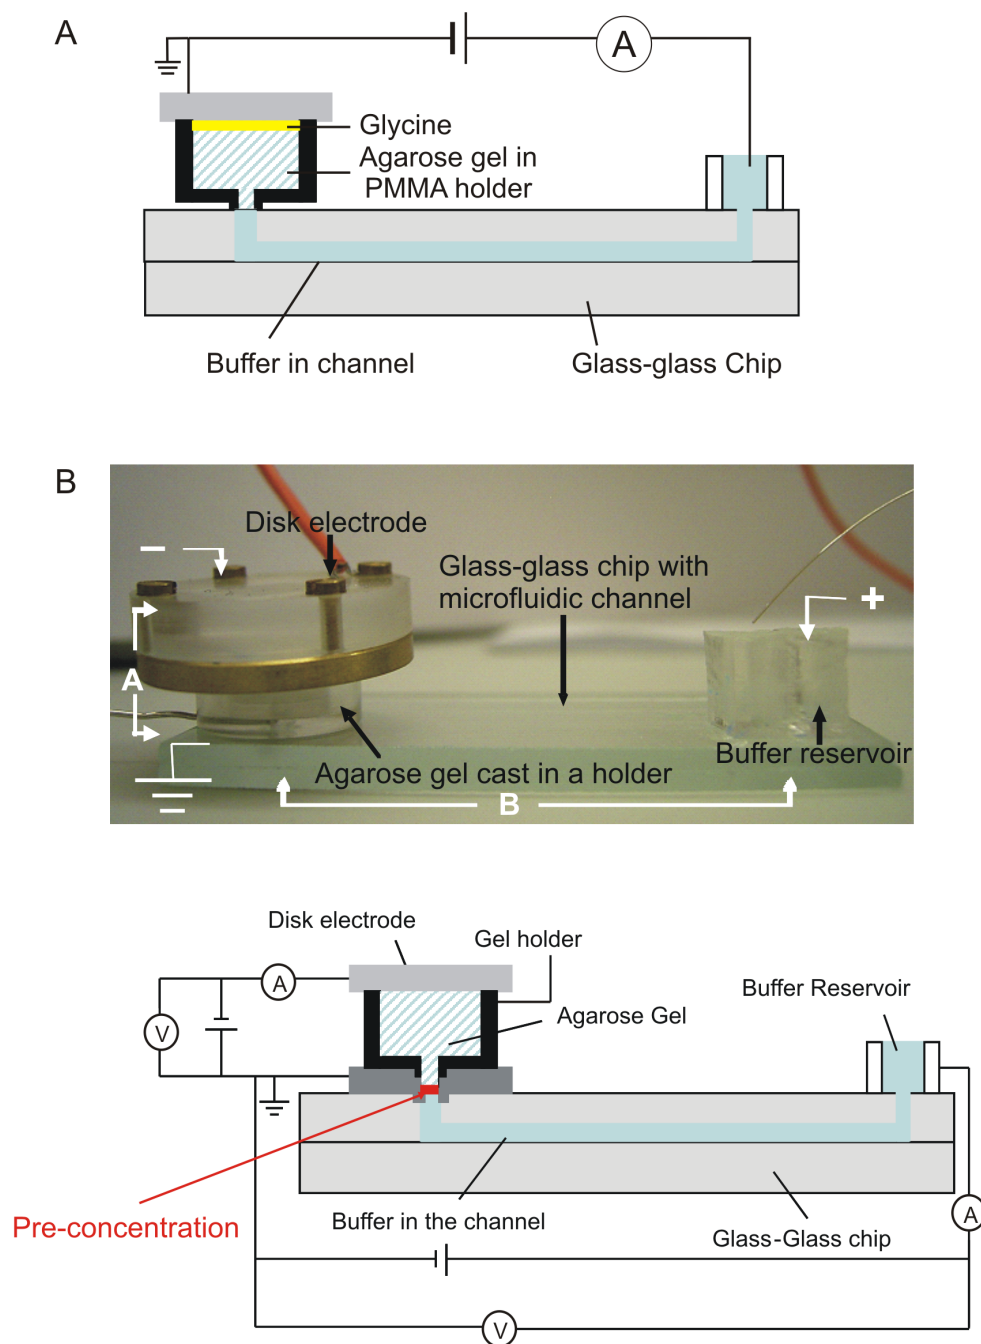 A
A
Glycine
Agarose gel in
PMMA holder
Buffer in channel
Glass-glass Chip
B
Disk electrode
−
Glass-glass chip with
microfluidic channel
+
A
Buffer reservoir
Agarose gel cast in a holder
B
Disk electrode
Gel holder
A
Buffer Reservoir
V
Agarose Gel
Pre-concentration
Buffer in the channel
A
Glass-Glass chip
V